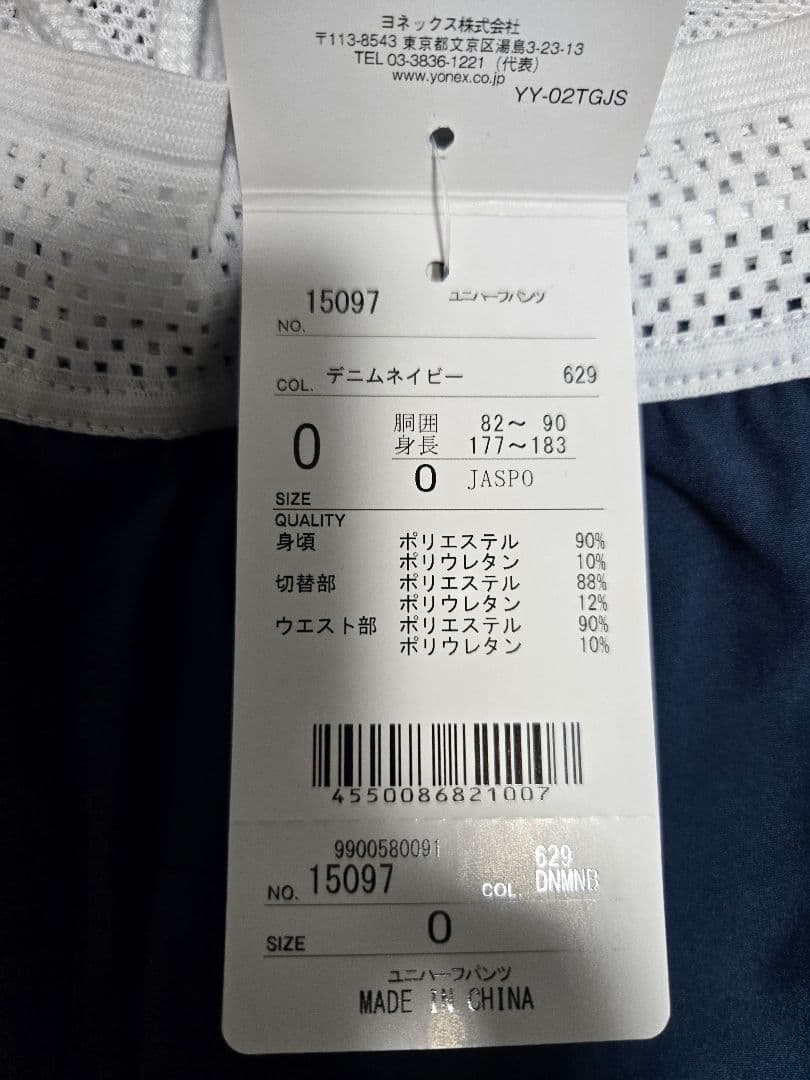 ヨネックス株式会社
〒113-8543 東京都文京区湯島3-23-13
TEL 03-3836-1221（代表）
www.yonex.co.jp
YY-02TGJS
NO. 15097 ユニハーフパンツ
COL. デニムネイビー 629
0 胴囲 82～ 90
身長 177～183
SIZE 0 JASPO
QUALITY
身頃 ポリエステル 90%
ポリウレタン 10%
切替部 ポリエステル 88%
ポリウレタン 12%
ウエスト部 ポリエステル 90%
ポリウレタン 10%
4550086821007
9900580091
NO. 15097 COL. 629 DNMNB
SIZE 0
ユニハーフパンツ
MADE IN CHINA